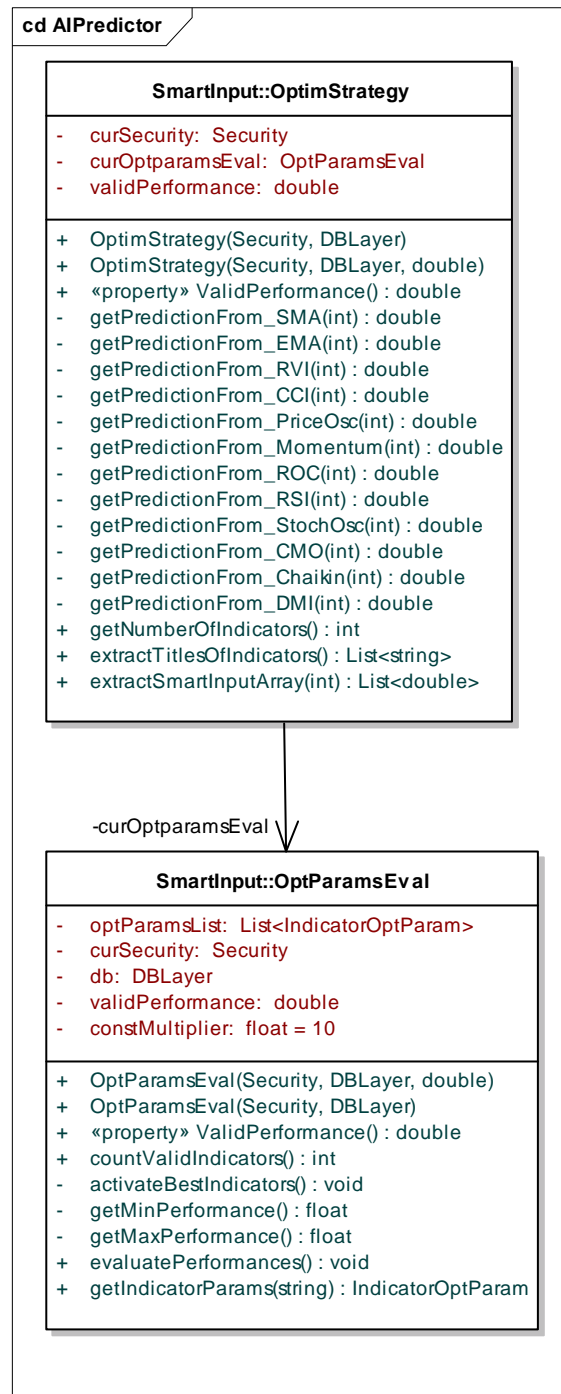 cd AIPredictor
SmartInput::OptimStrategy
- curSecurity: Security
- curOptparamsEval: OptParamsEval
- validPerformance: double
+ OptimStrategy(Security, DBLayer)
+ OptimStrategy(Security, DBLayer, double)
+ «property» ValidPerformance() : double
- getPredictionFrom_SMA(int) : double
- getPredictionFrom_EMA(int) : double
- getPredictionFrom_RVI(int) : double
- getPredictionFrom_CCI(int) : double
- getPredictionFrom_PriceOsc(int) : double
- getPredictionFrom_Momentum(int) : double
- getPredictionFrom_ROC(int) : double
- getPredictionFrom_RSI(int) : double
- getPredictionFrom_StochOsc(int) : double
- getPredictionFrom_CMO(int) : double
- getPredictionFrom_Chaikin(int) : double
- getPredictionFrom_DMI(int) : double
+ getNumberOfIndicators() : int
+ extractTitlesOfIndicators() : List<string>
+ extractSmartInputArray(int) : List<double>
-curOptparamsEval
SmartInput::OptParamsEval
- optParamsList: List<IndicatorOptParam>
- curSecurity: Security
- db: DBLayer
- validPerformance: double
- constMultiplier: float = 10
+ OptParamsEval(Security, DBLayer, double)
+ OptParamsEval(Security, DBLayer)
+ «property» ValidPerformance() : double
+ countValidIndicators() : int
- activateBestIndicators() : void
- getMinPerformance() : float
- getMaxPerformance() : float
+ evaluatePerformances() : void
+ getIndicatorParams(string) : IndicatorOptParam